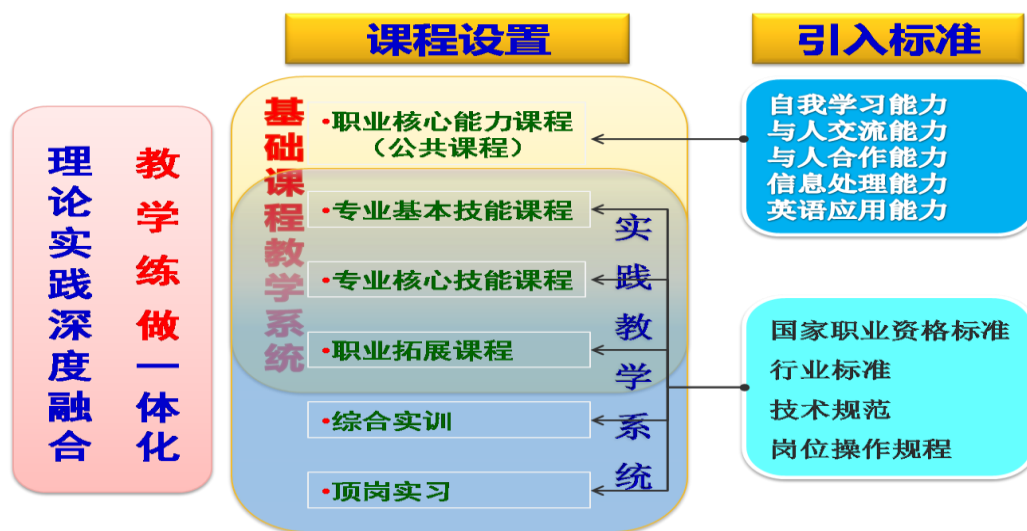 课程设置
引入标准
理论实践深度融合
教学练做一体化
基础课程教学系统
•职业核心能力课程
（公共课程）
•专业基本技能课程
•专业核心技能课程
•职业拓展课程
•综合实训
•顶岗实习
实践教学系统
自我学习能力
与人交流能力
与人合作能力
信息处理能力
英语应用能力
国家职业资格标准
行业标准
技术规范
岗位操作规程